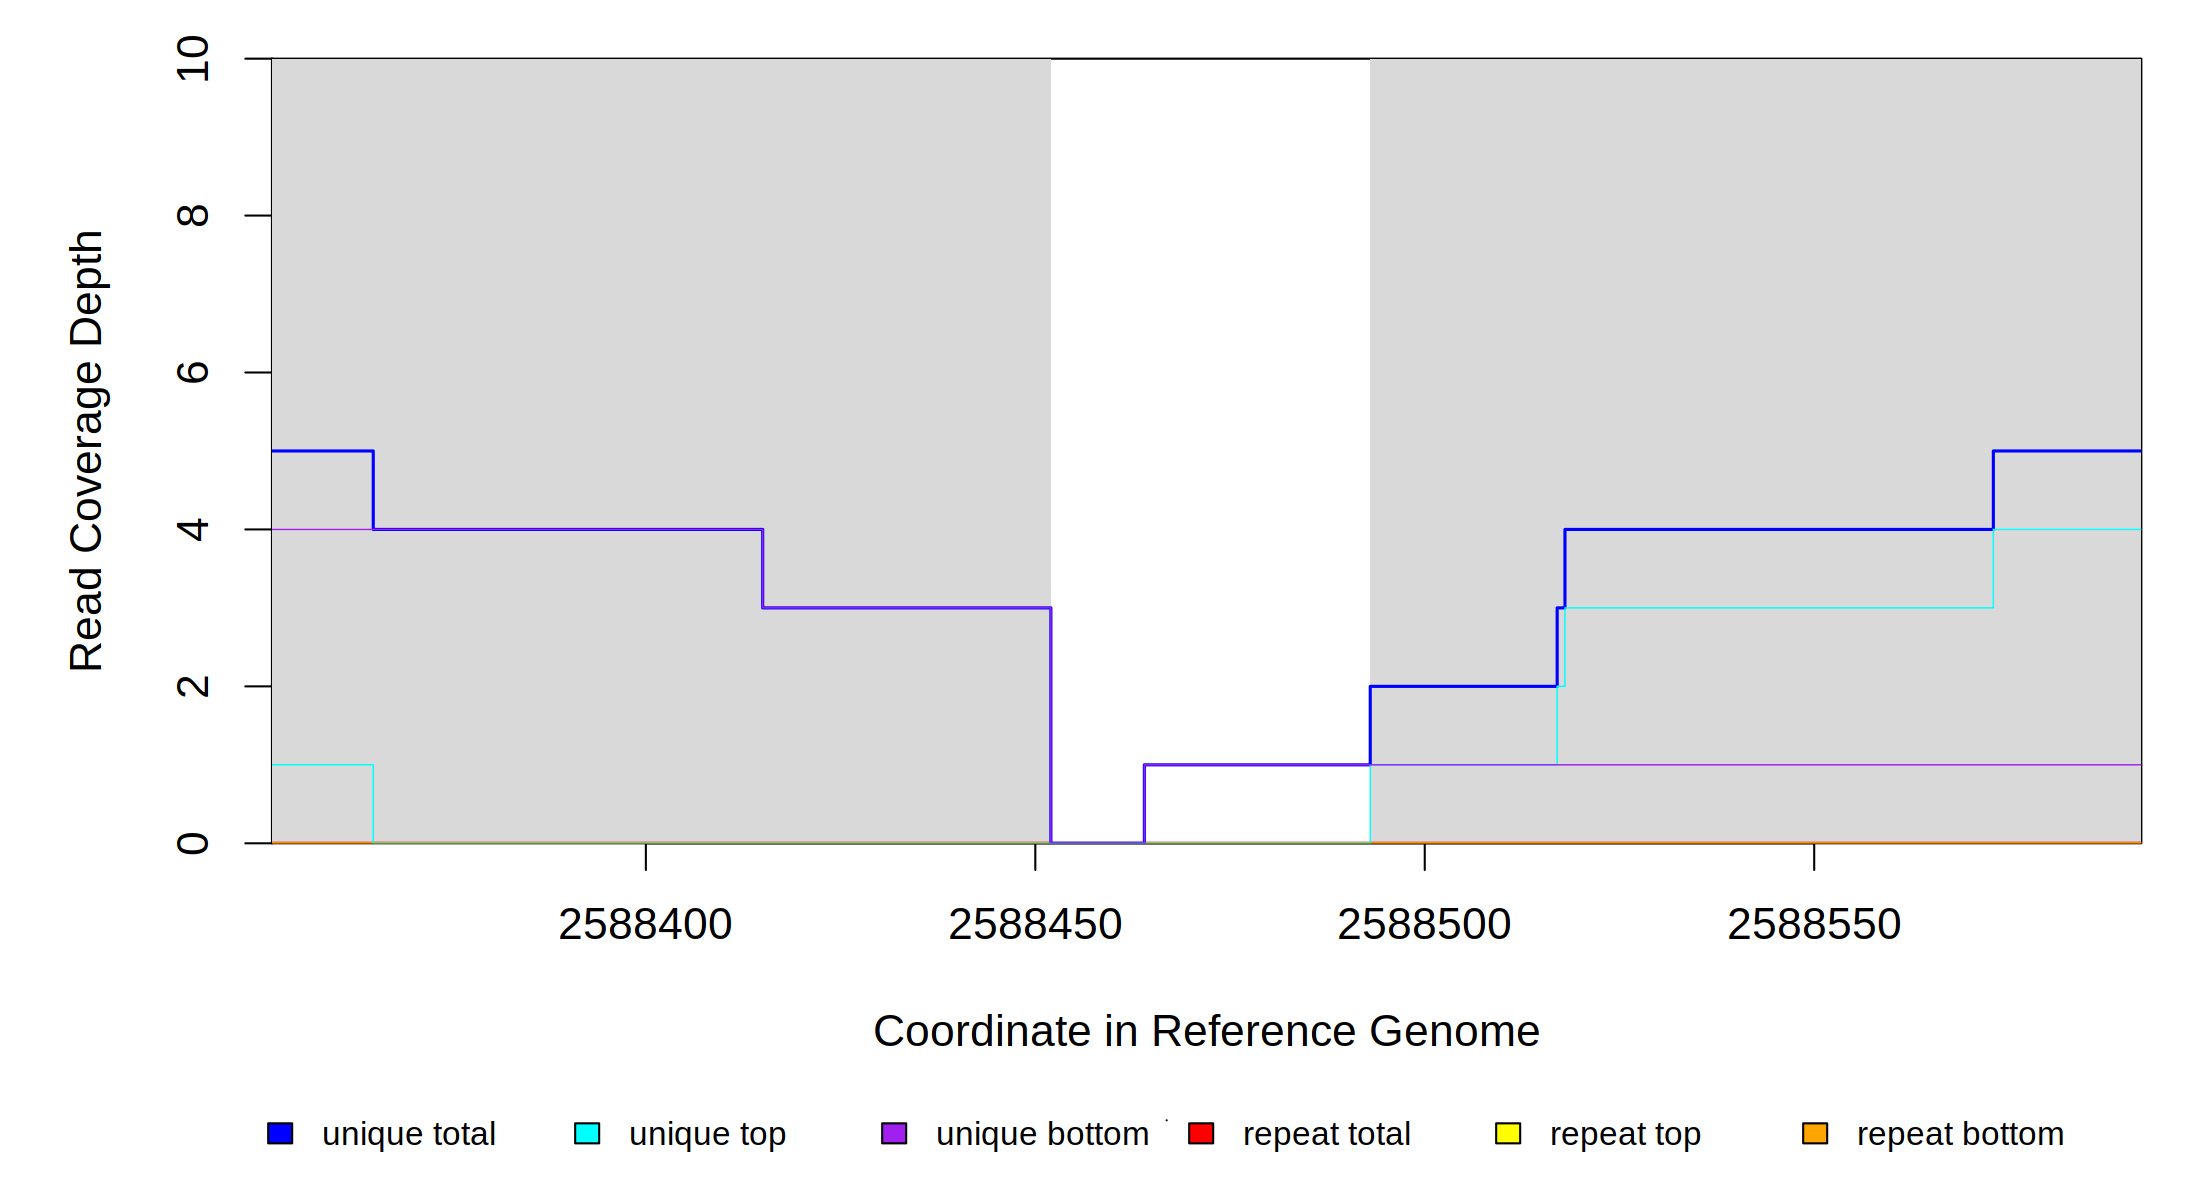 10
8
6
4
2
0
Read Coverage Depth
2588400 2588450 2588500 2588550
Coordinate in Reference Genome
unique total unique top unique bottom repeat total repeat top repeat bottom